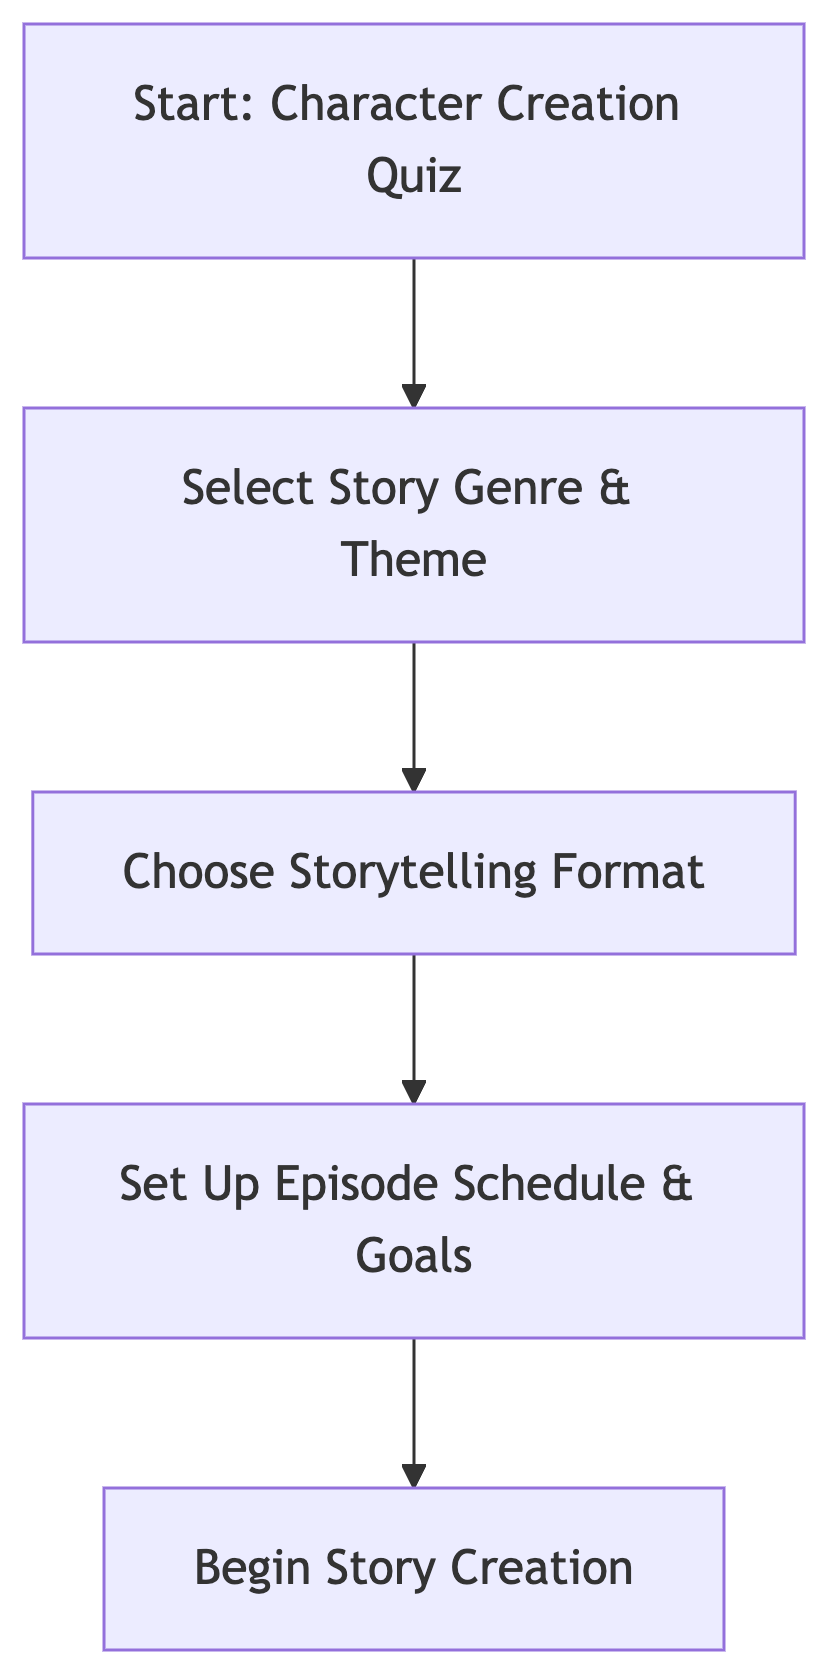 Start: Character Creation
Quiz
Select Story Genre &
Theme
Choose Storytelling Format
Set Up Episode Schedule &
Goals
Begin Story Creation